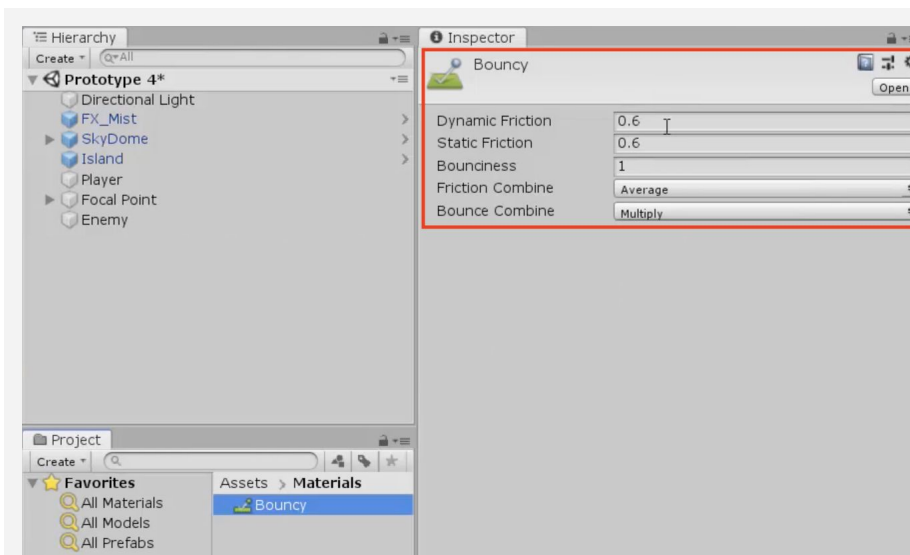 Hierarchy
Create
All
Prototype 4*
Directional Light
FX_Mist
SkyDome
Island
Player
Focal Point
Enemy
Inspector
Bouncy
Open
Dynamic Friction 0.6
Static Friction 0.6
Bounciness 1
Friction Combine Average
Bounce Combine Multiply
Project
Create
Favorites
All Materials
All Models
All Prefabs
Assets > Materials
Bouncy